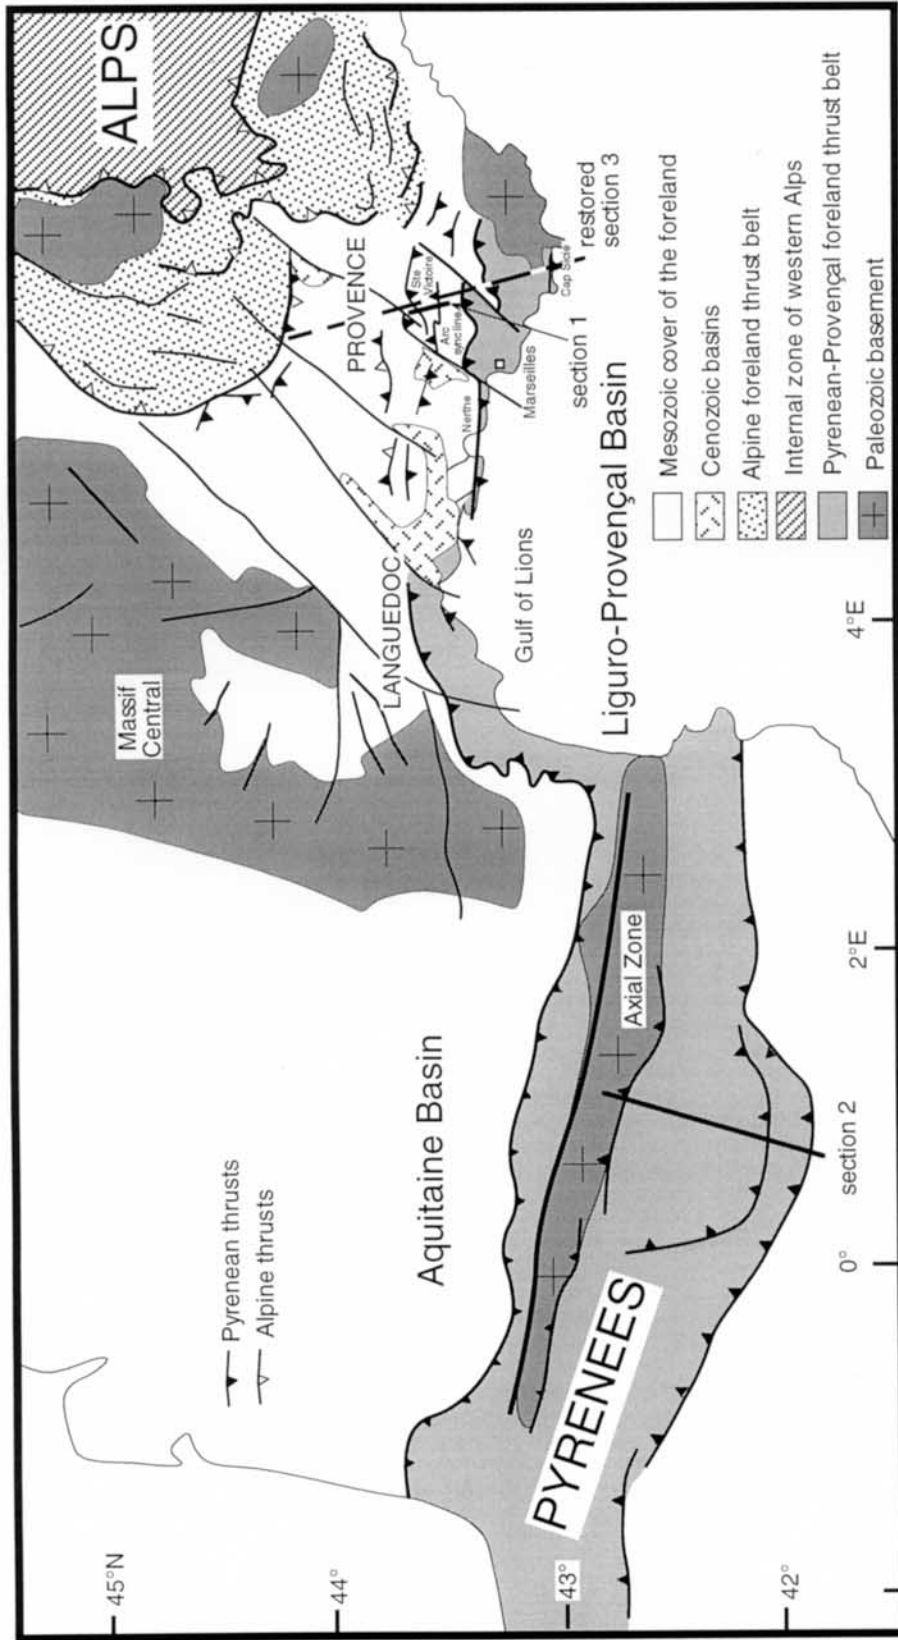 ALPS
Massif
Central
PROVENCE
Ste
Victoire
Arc
syncline
LANGUEDOC
Nerthe
Marseilles
Cap Sicié
section 1
restored
section 3
Gulf of Lions
Liguro-Provençal Basin
Aquitaine Basin
Axial Zone
PYRENEES
section 2
Pyrenean thrusts
Alpine thrusts
Mesozoic cover of the foreland
Cenozoic basins
Alpine foreland thrust belt
Internal zone of western Alps
Pyrenean-Provençal foreland thrust belt
Paleozoic basement
45°N
44°
43°
42°
0°
2°E
4°E